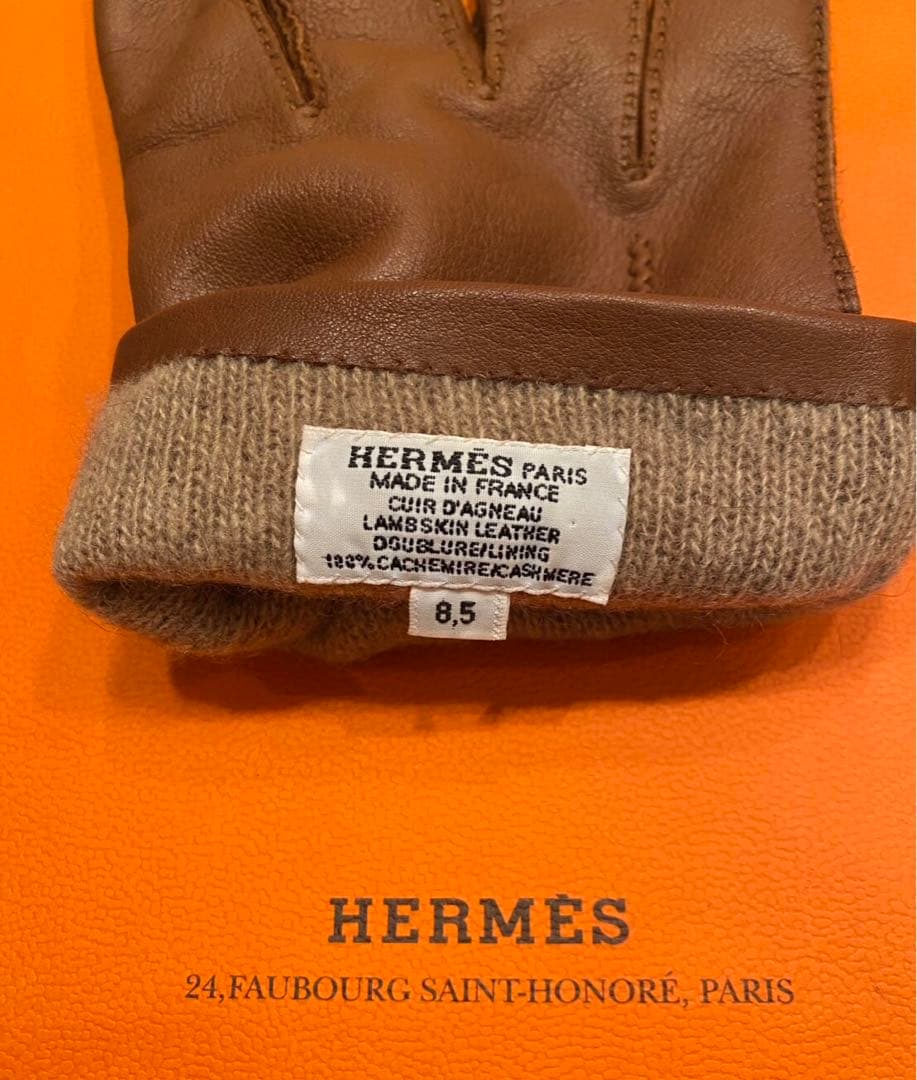 HERMĒS PARIS
MADE IN FRANCE
CUIR D'AGNEAU
LAMBSKIN LEATHER
DOUBLURE/LINING
100% CACHEMIRE/CASHMERE
8,5
HERMÈS
24,FAUBOURG SAINT-HONORÉ, PARIS